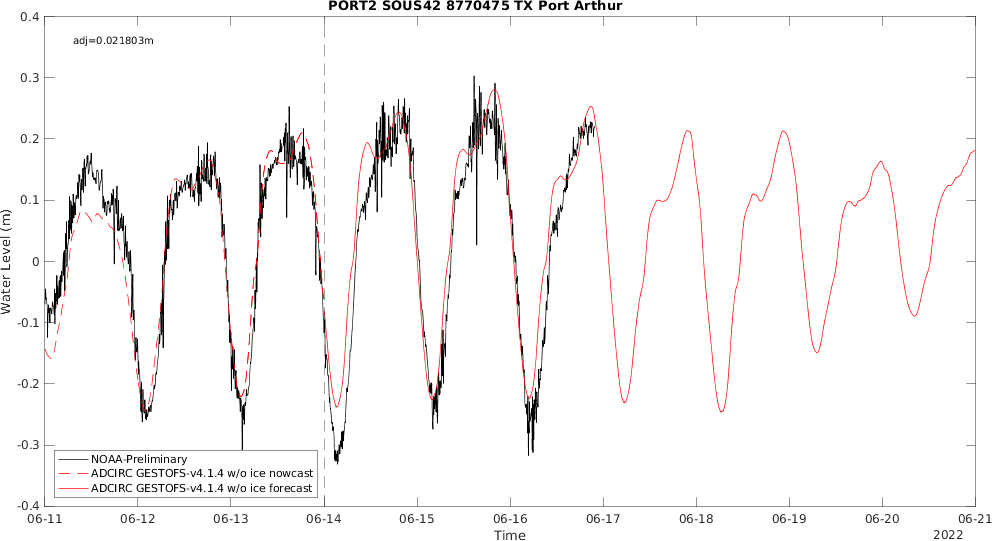 PORT2 SOUS42 8770475 TX Port Arthur
adj=0.021803m
0.4
0.3
0.2
0.1
0
-0.1
-0.2
-0.3
-0.4
Water Level (m)
NOAA-Preliminary
ADCIRC GESTOFS-v4.1.4 w/o ice nowcast
ADCIRC GESTOFS-v4.1.4 w/o ice forecast
06-11 06-12 06-13 06-14 06-15 06-16 06-17 06-18 06-19 06-20 06-21
Time
2022